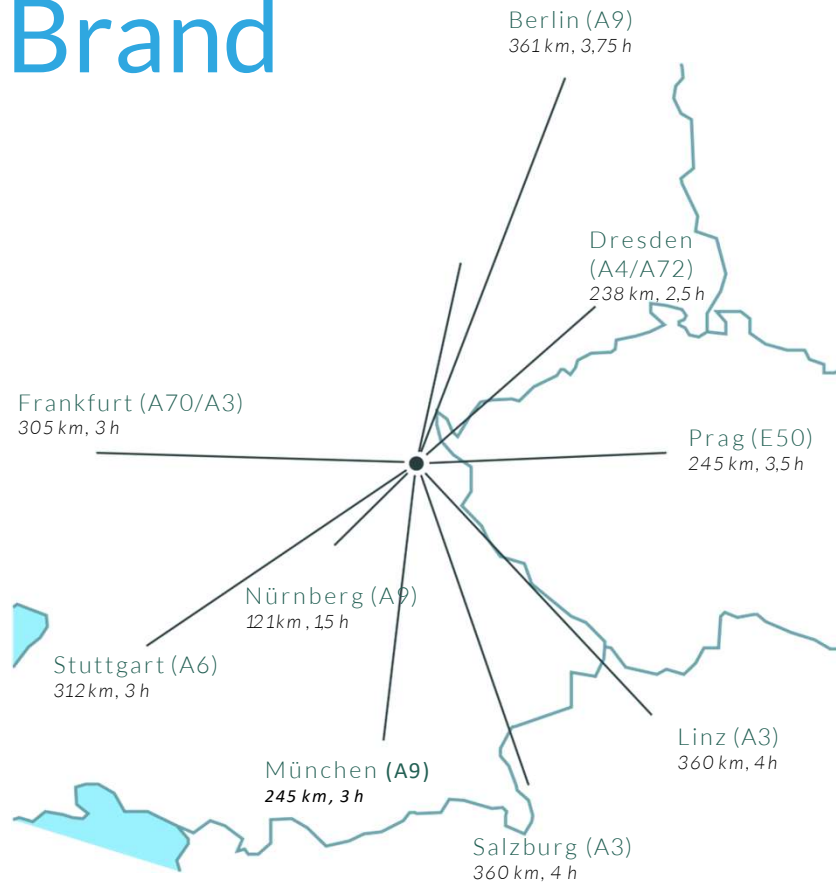 Brand
Berlin (A9)
361 km, 3,75 h
Dresden
(A4/A72)
238 km, 2,5 h
Frankfurt (A70/A3)
305 km, 3 h
Prag (E50)
245 km, 3,5 h
Nürnberg (A9)
121 km, 1,5 h
Stuttgart (A6)
312 km, 3 h
Linz (A3)
360 km, 4h
München (A9)
245 km, 3 h
Salzburg (A3)
360 km, 4 h